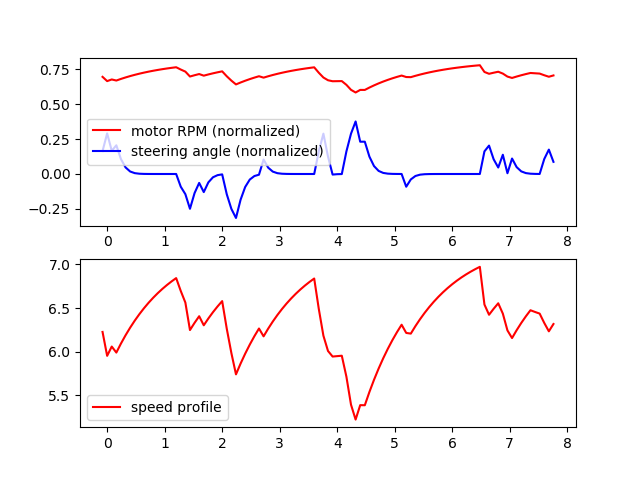 0.75
0.50
0.25
0.00
−0.25
motor RPM (normalized)
steering angle (normalized)
0 1 2 3 4 5 6 7 8
7.0
6.5
6.0
5.5
speed profile
0 1 2 3 4 5 6 7 8